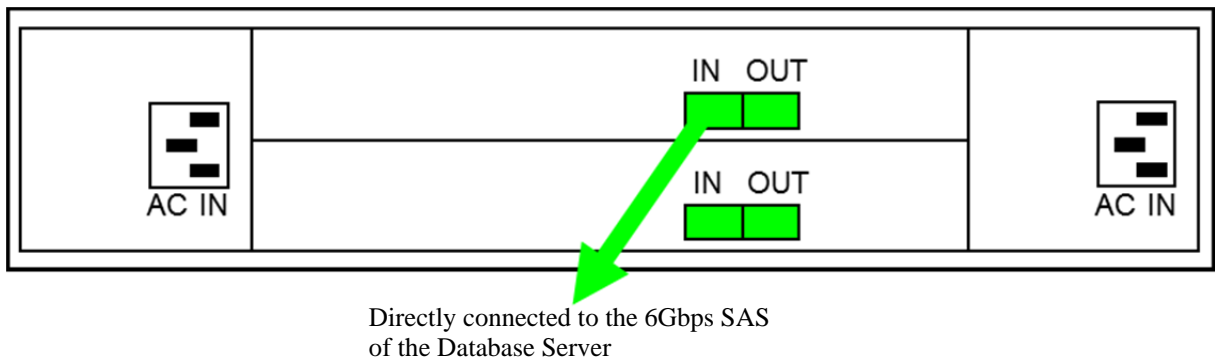 IN OUT
AC IN
AC IN
IN OUT
Directly connected to the 6Gbps SAS
of the Database Server